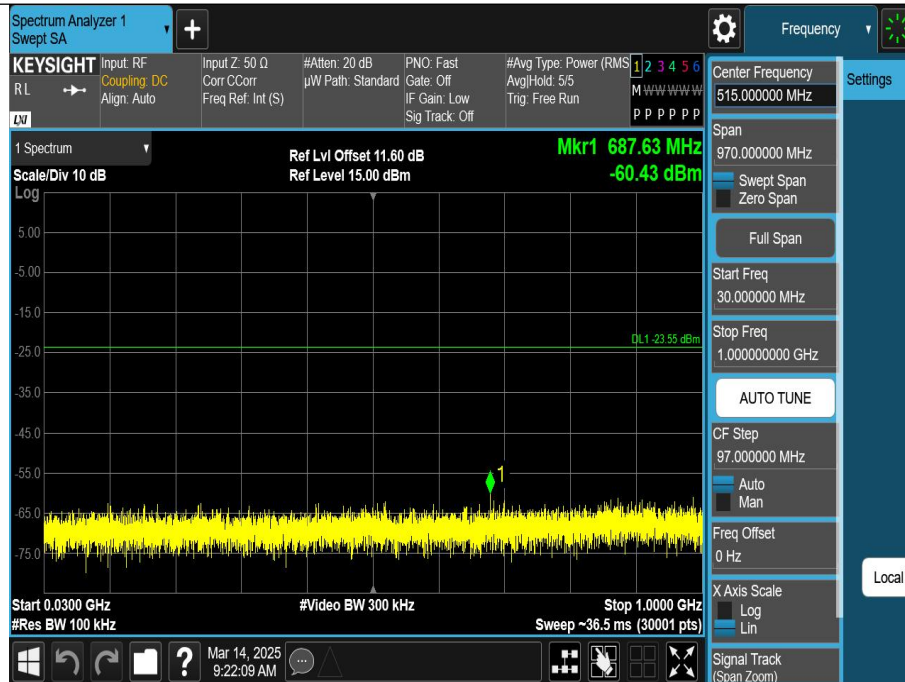 Spectrum Analyzer 1
Swept SA
+
Frequency
KEYSIGHT
RL
LXI
Input: RF
Coupling: DC
Align: Auto
Input Z: 50 Ω
Corr CCorr
Freq Ref: Int (S)
#Atten: 20 dB
µW Path: Standard
PNO: Fast
Gate: Off
IF Gain: Low
Sig Track: Off
#Avg Type: Power (RMS
Avg|Hold: 5/5
Trig: Free Run
1 2 3 4 5 6
M W W W W W
P P P P P P
1 Spectrum
Scale/Div 10 dB
Ref Lvl Offset 11.60 dB
Ref Level 15.00 dBm
Mkr1 687.63 MHz
-60.43 dBm
Log
5.00
-5.00
-15.0
-25.0
-35.0
-45.0
-55.0
-65.0
-75.0
DL1 -23.55 dBm
1
Start 0.0300 GHz
#Res BW 100 kHz
#Video BW 300 kHz
Stop 1.0000 GHz
Sweep ~36.5 ms (30001 pts)
Center Frequency
515.000000 MHz
Span
970.000000 MHz
Swept Span
Zero Span
Full Span
Start Freq
30.000000 MHz
Stop Freq
1.000000000 GHz
AUTO TUNE
CF Step
97.000000 MHz
Auto
Man
Freq Offset
0 Hz
X Axis Scale
Log
Lin
Signal Track
(Span Zoom)
Settings
Local
?
Mar 14, 2025
9:22:09 AM